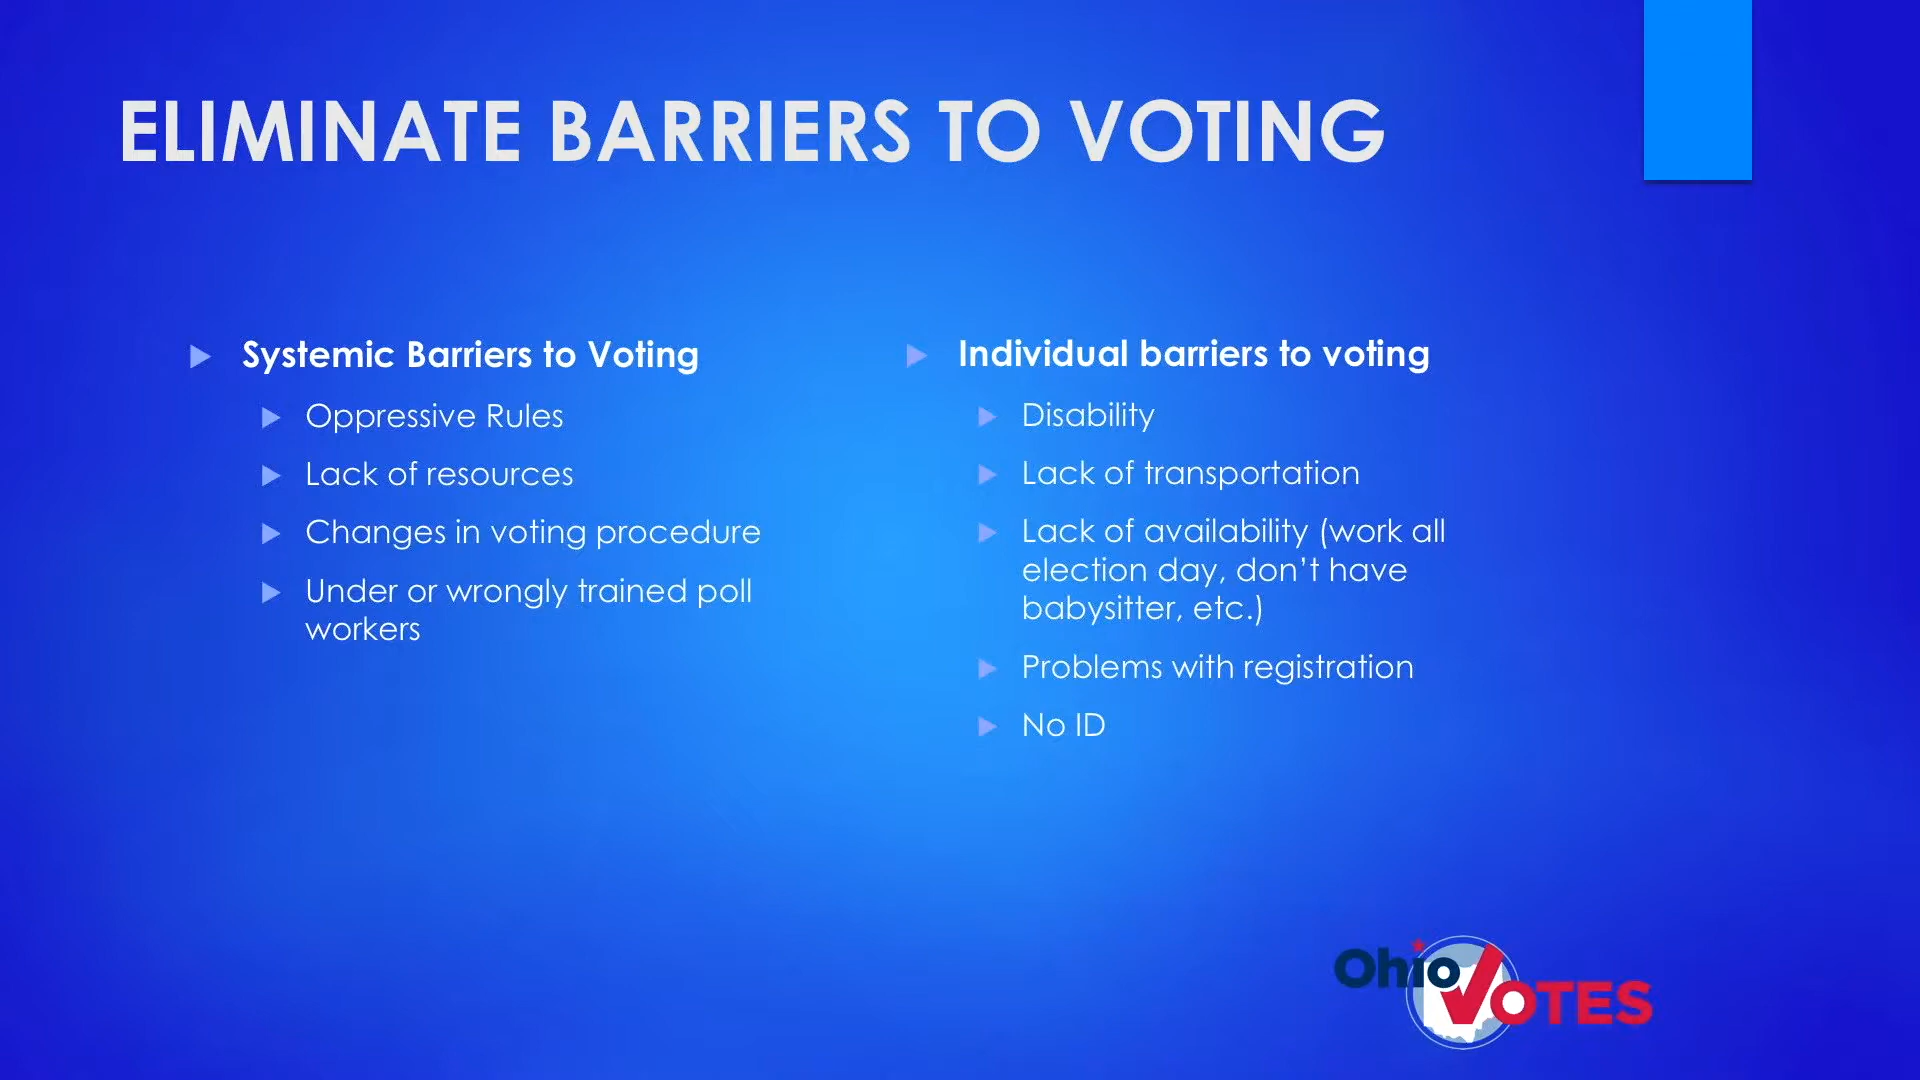 ELIMINATE BARRIERS TO VOTING
Systemic Barriers to Voting
Oppressive Rules
Lack of resources
Changes in voting procedure
Under or wrongly trained poll
workers
Individual barriers to voting
Disability
Lack of transportation
Lack of availability (work all
election day, don’t have
babysitter, etc.)
Problems with registration
No ID
Ohio
VOTES